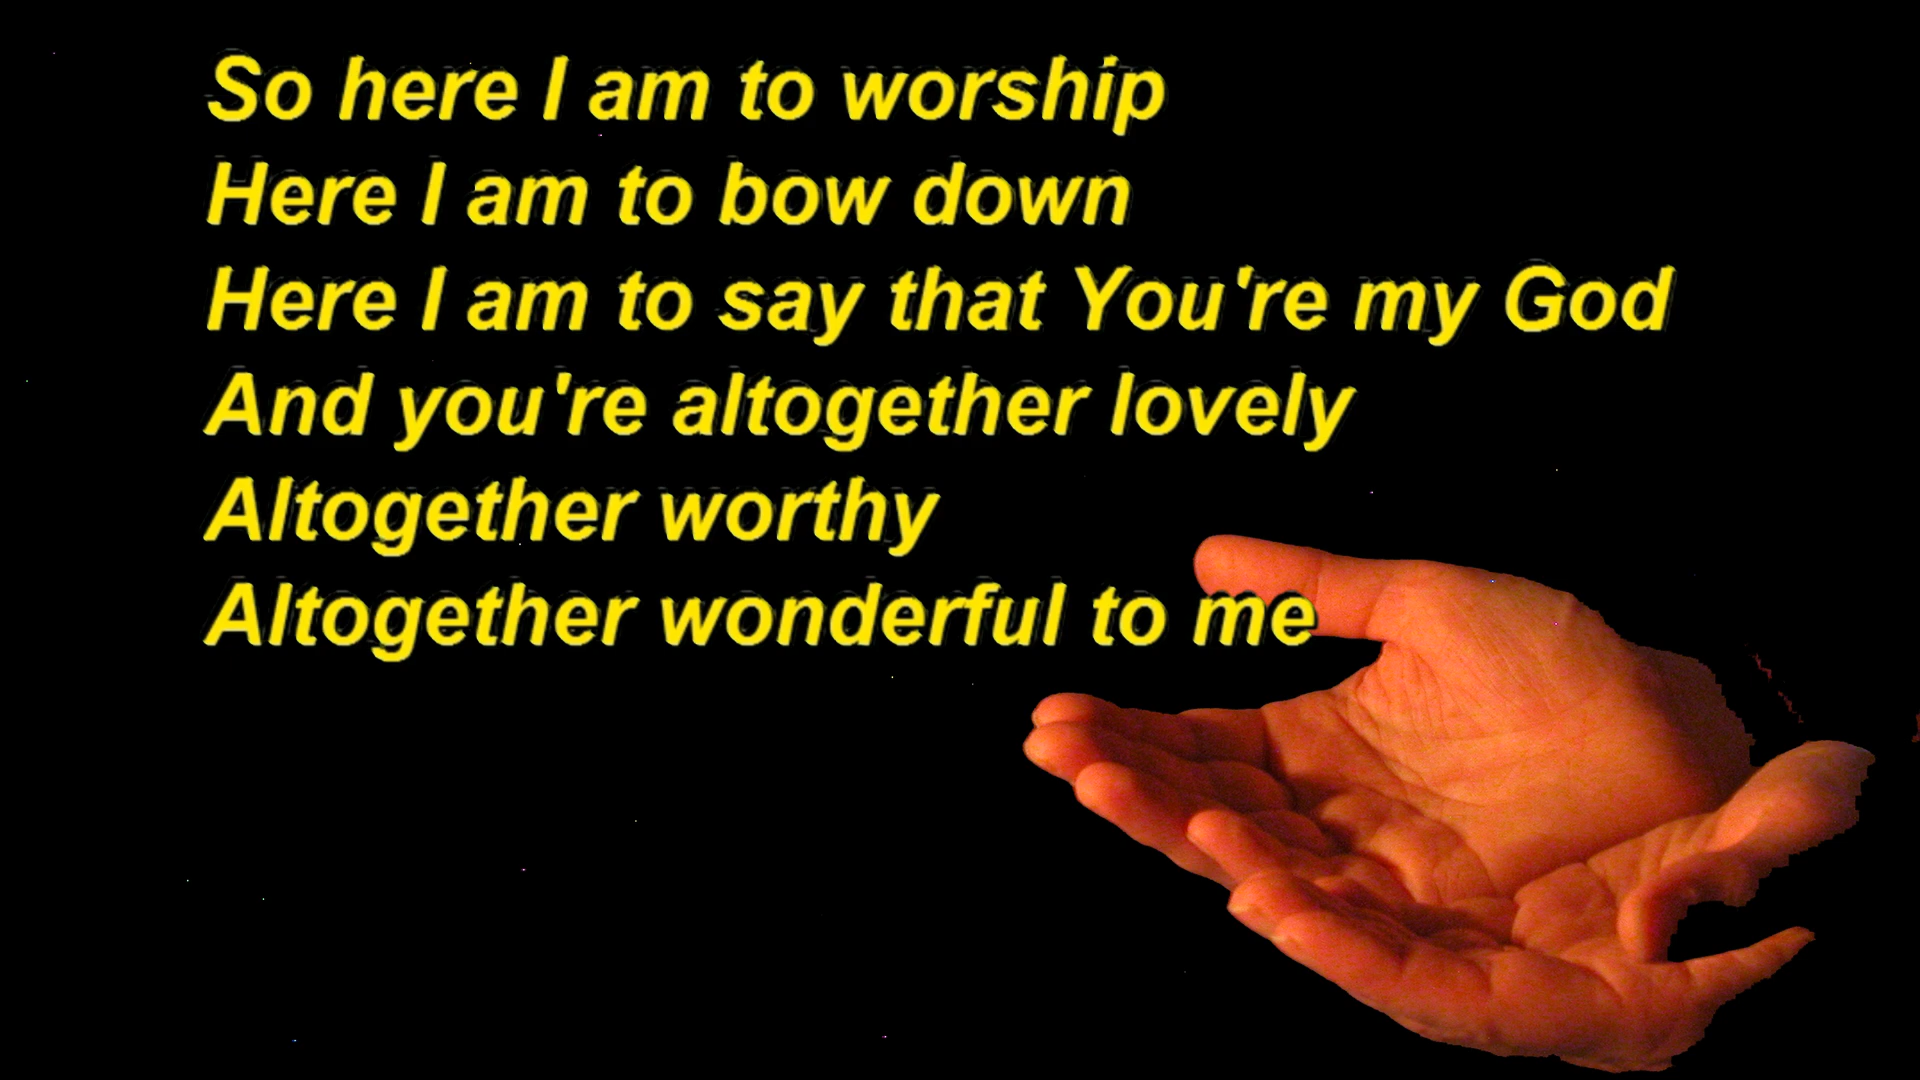 So here I am to worship
Here I am to bow down
Here I am to say that You're my God
And you're altogether lovely
Altogether worthy
Altogether wonderful to me